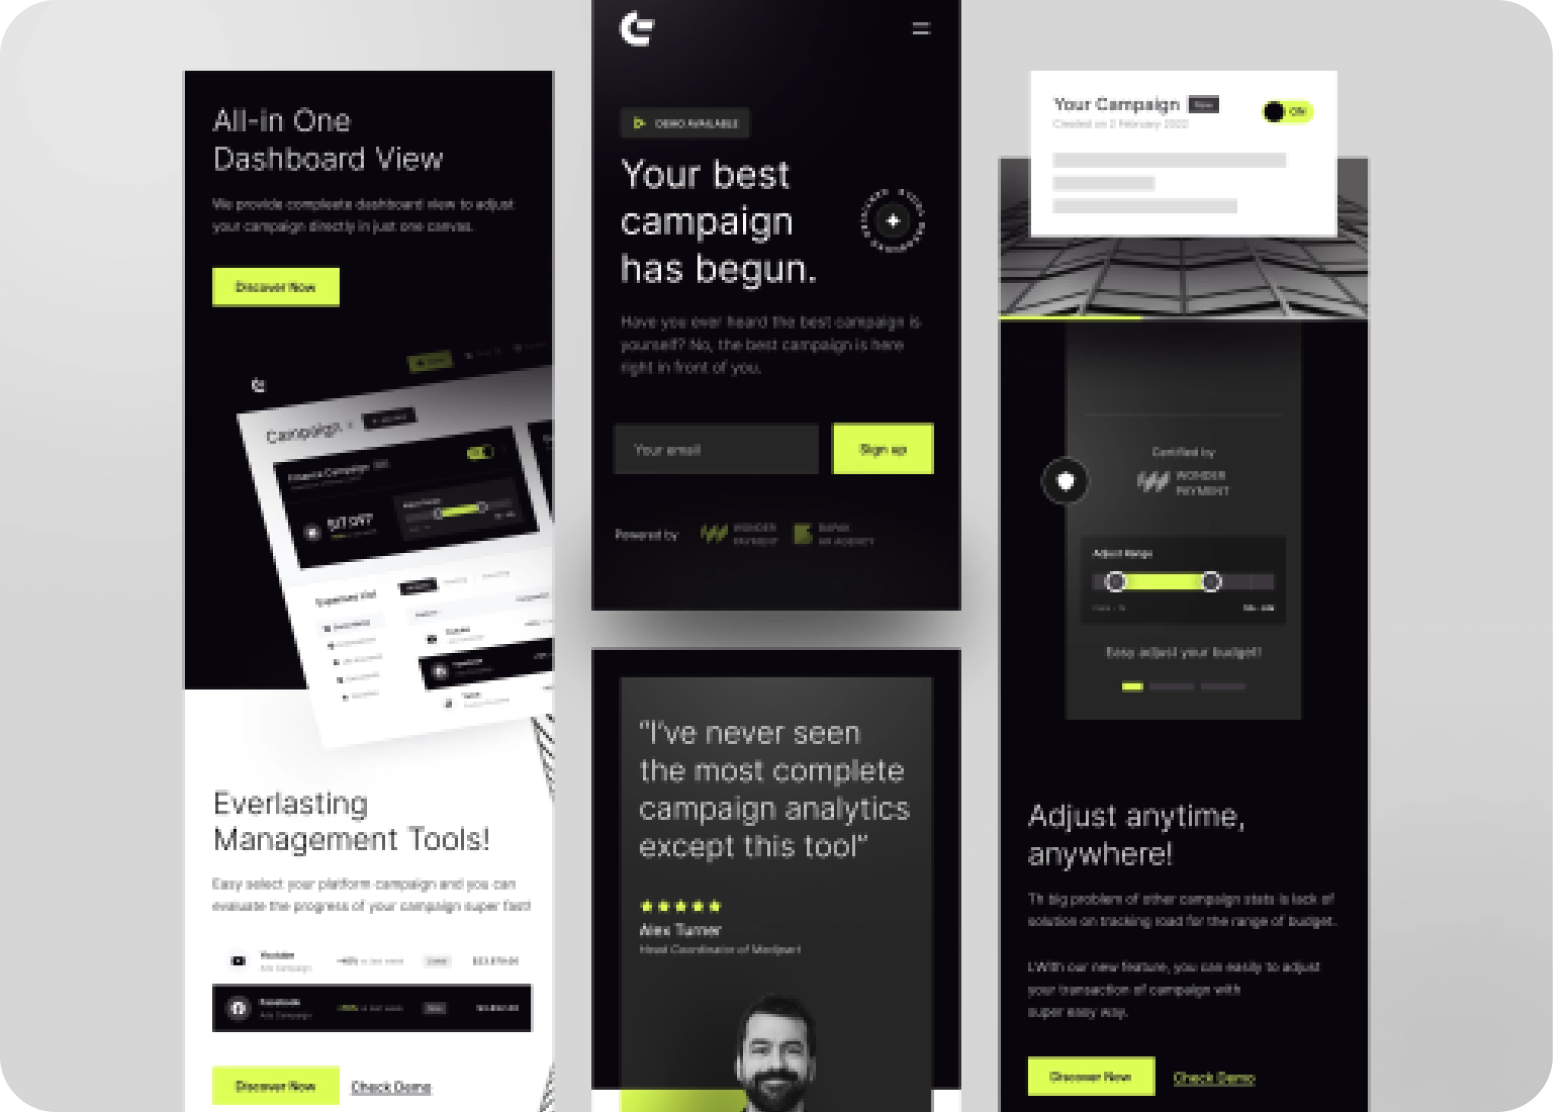 All-in One
Dashboard View
We provide compleate dashboard view to adjust
your campaign directly in just one canvas.
Discover Now
Campaign
Finance Campaign
Everlasting
Management Tools!
Easy select your platform campaign and you can
evaluate the progress of your campaign super fast!
Youtube
Ads Campaign
Facebook
Ads Campaign
Discover Now
Check Demo
DEMO AVAILABLE
Your best
campaign
has begun.
Have you ever heard the best campaign is
yourself? No, the best campaign is here
right in front of you.
Your email
Sign up
Powered by
WONDER
PAYMENT
“I’ve never seen
the most complete
campaign analytics
except this tool”
Alex Turner
Head Coordinator of
Your Campaign
New
ON
Created on 2 February 2022
Certified by
WONDER
PAYMENT
Adjust Range
Easy adjust your budget!
Adjust anytime,
anywhere!
Th big problem of other campaign stats is lack of
solution on tracking road for the range of budget.
LWith our new feature, you can easily to adjust
your transaction of campaign with
super easy way.
Discover Now
Check Demo